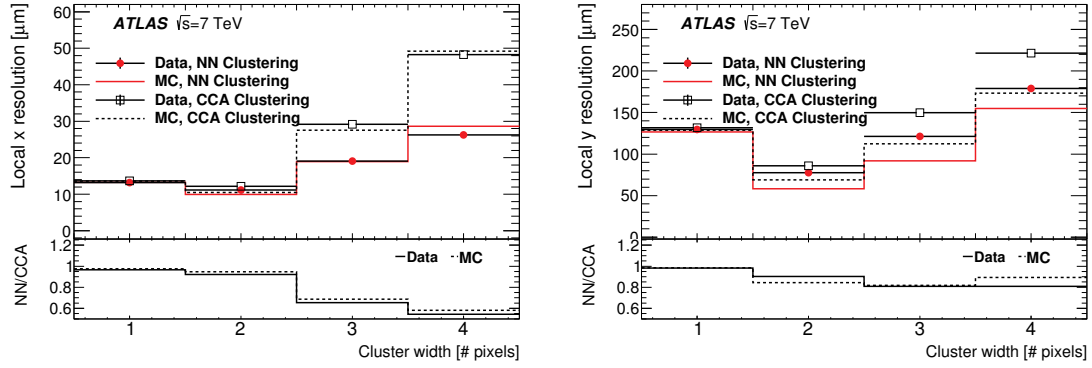 Local x resolution [μm]
60
50
40
30
20
10
0
ATLAS √s=7 TeV
Data, NN Clustering
MC, NN Clustering
Data, CCA Clustering
MC, CCA Clustering
NN/CCA
1.2
1
0.8
0.6
Data MC
1 2 3 4
Cluster width [# pixels]
Local y resolution [μm]
250
200
150
100
50
0
ATLAS √s=7 TeV
Data, NN Clustering
MC, NN Clustering
Data, CCA Clustering
MC, CCA Clustering
NN/CCA
1.2
1
0.8
0.6
Data MC
1 2 3 4
Cluster width [# pixels]